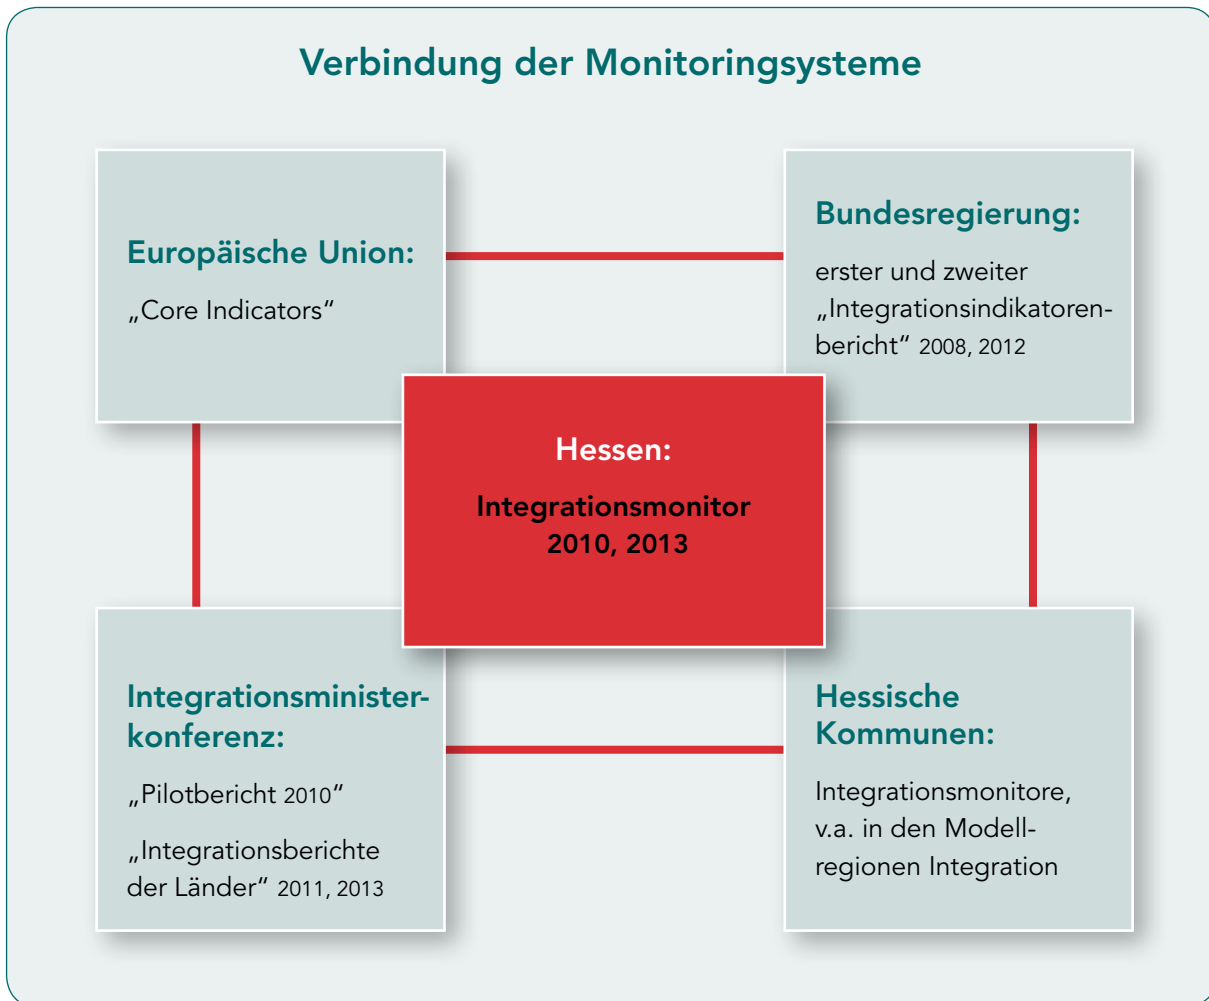 Verbindung der Monitoringsysteme
Europäische Union:
„Core Indicators“
Bundesregierung:
erster und zweiter
„Integrationsindikatoren-
bericht“ 2008, 2012
Hessen:
Integrationsmonitor
2010, 2013
Integrationsminister-
konferenz:
„Pilotbericht 2010“
„Integrationsberichte
der Länder“ 2011, 2013
Hessische
Kommunen:
Integrationsmonitore,
v.a. in den Modell-
regionen Integration